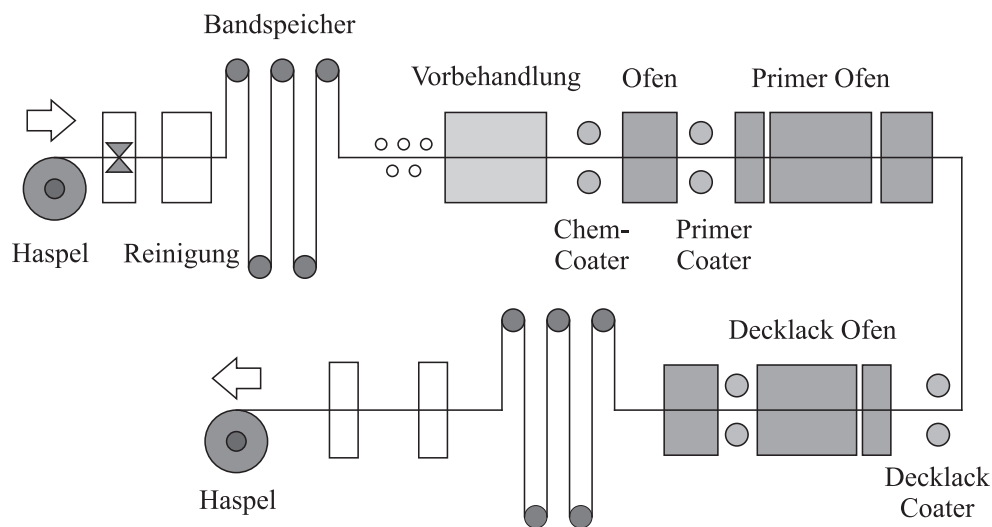 Bandspeicher
Vorbehandlung
Ofen
Primer Ofen
Haspel
Reinigung
Chem-
Coater
Primer
Coater
Decklack Ofen
Haspel
Decklack
Coater